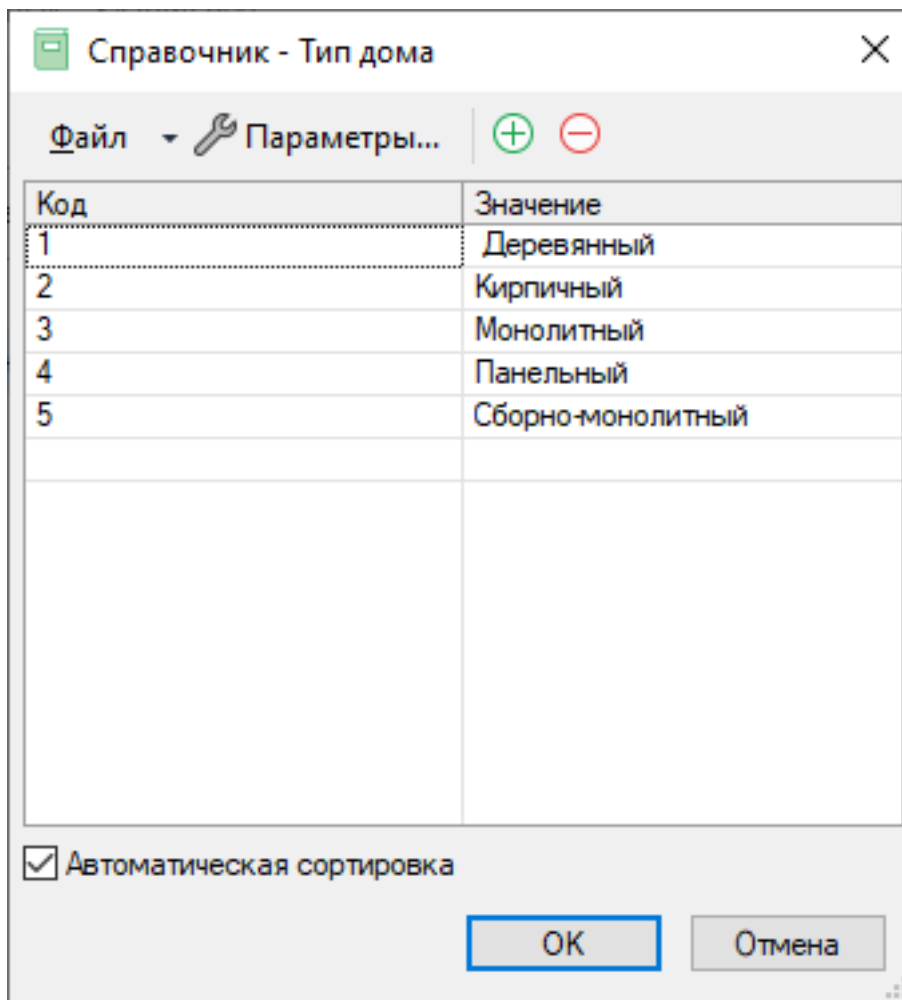 Справочник - Тип дома
Файл Параметры...
Код Значение
1 Деревянный
2 Кирпичный
3 Монолитный
4 Панельный
5 Сборно-монолитный
Автоматическая сортировка
OK Отмена